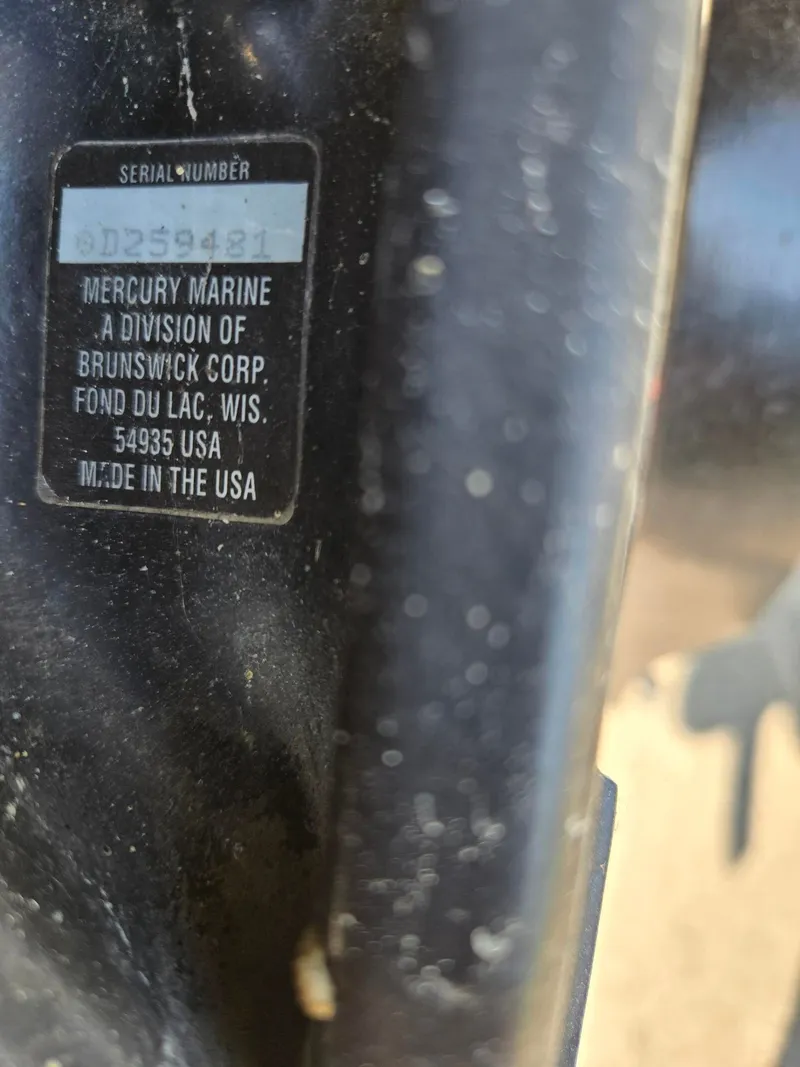 SERIAL NUMBER
0D259481
MERCURY MARINE
A DIVISION OF
BRUNSWICK CORP.
FOND DU LAC, WIS.
54935 USA
MADE IN THE USA